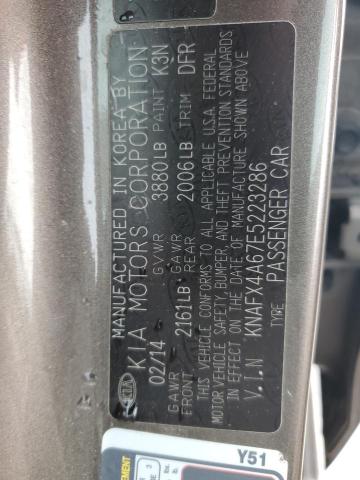 MANUFACTURED IN KOREA BY
KIA MOTORS CORPORATION
02/14 GVWR 3880LB PAINT K3N
GAWR FRONT 2161LB GAWR REAR 2006LB TRIM DFR
THIS VEHICLE CONFORMS TO ALL APPLICABLE U.S.A. FEDERAL
MOTOR VEHICLE SAFETY, BUMPER, AND THEFT PREVENTION STANDARDS
IN EFFECT ON THE DATE OF MANUFACTURE SHOWN ABOVE
V.I.N KNAFX4A67E5223286
TYPE PASSENGER CAR
KIA
Y51